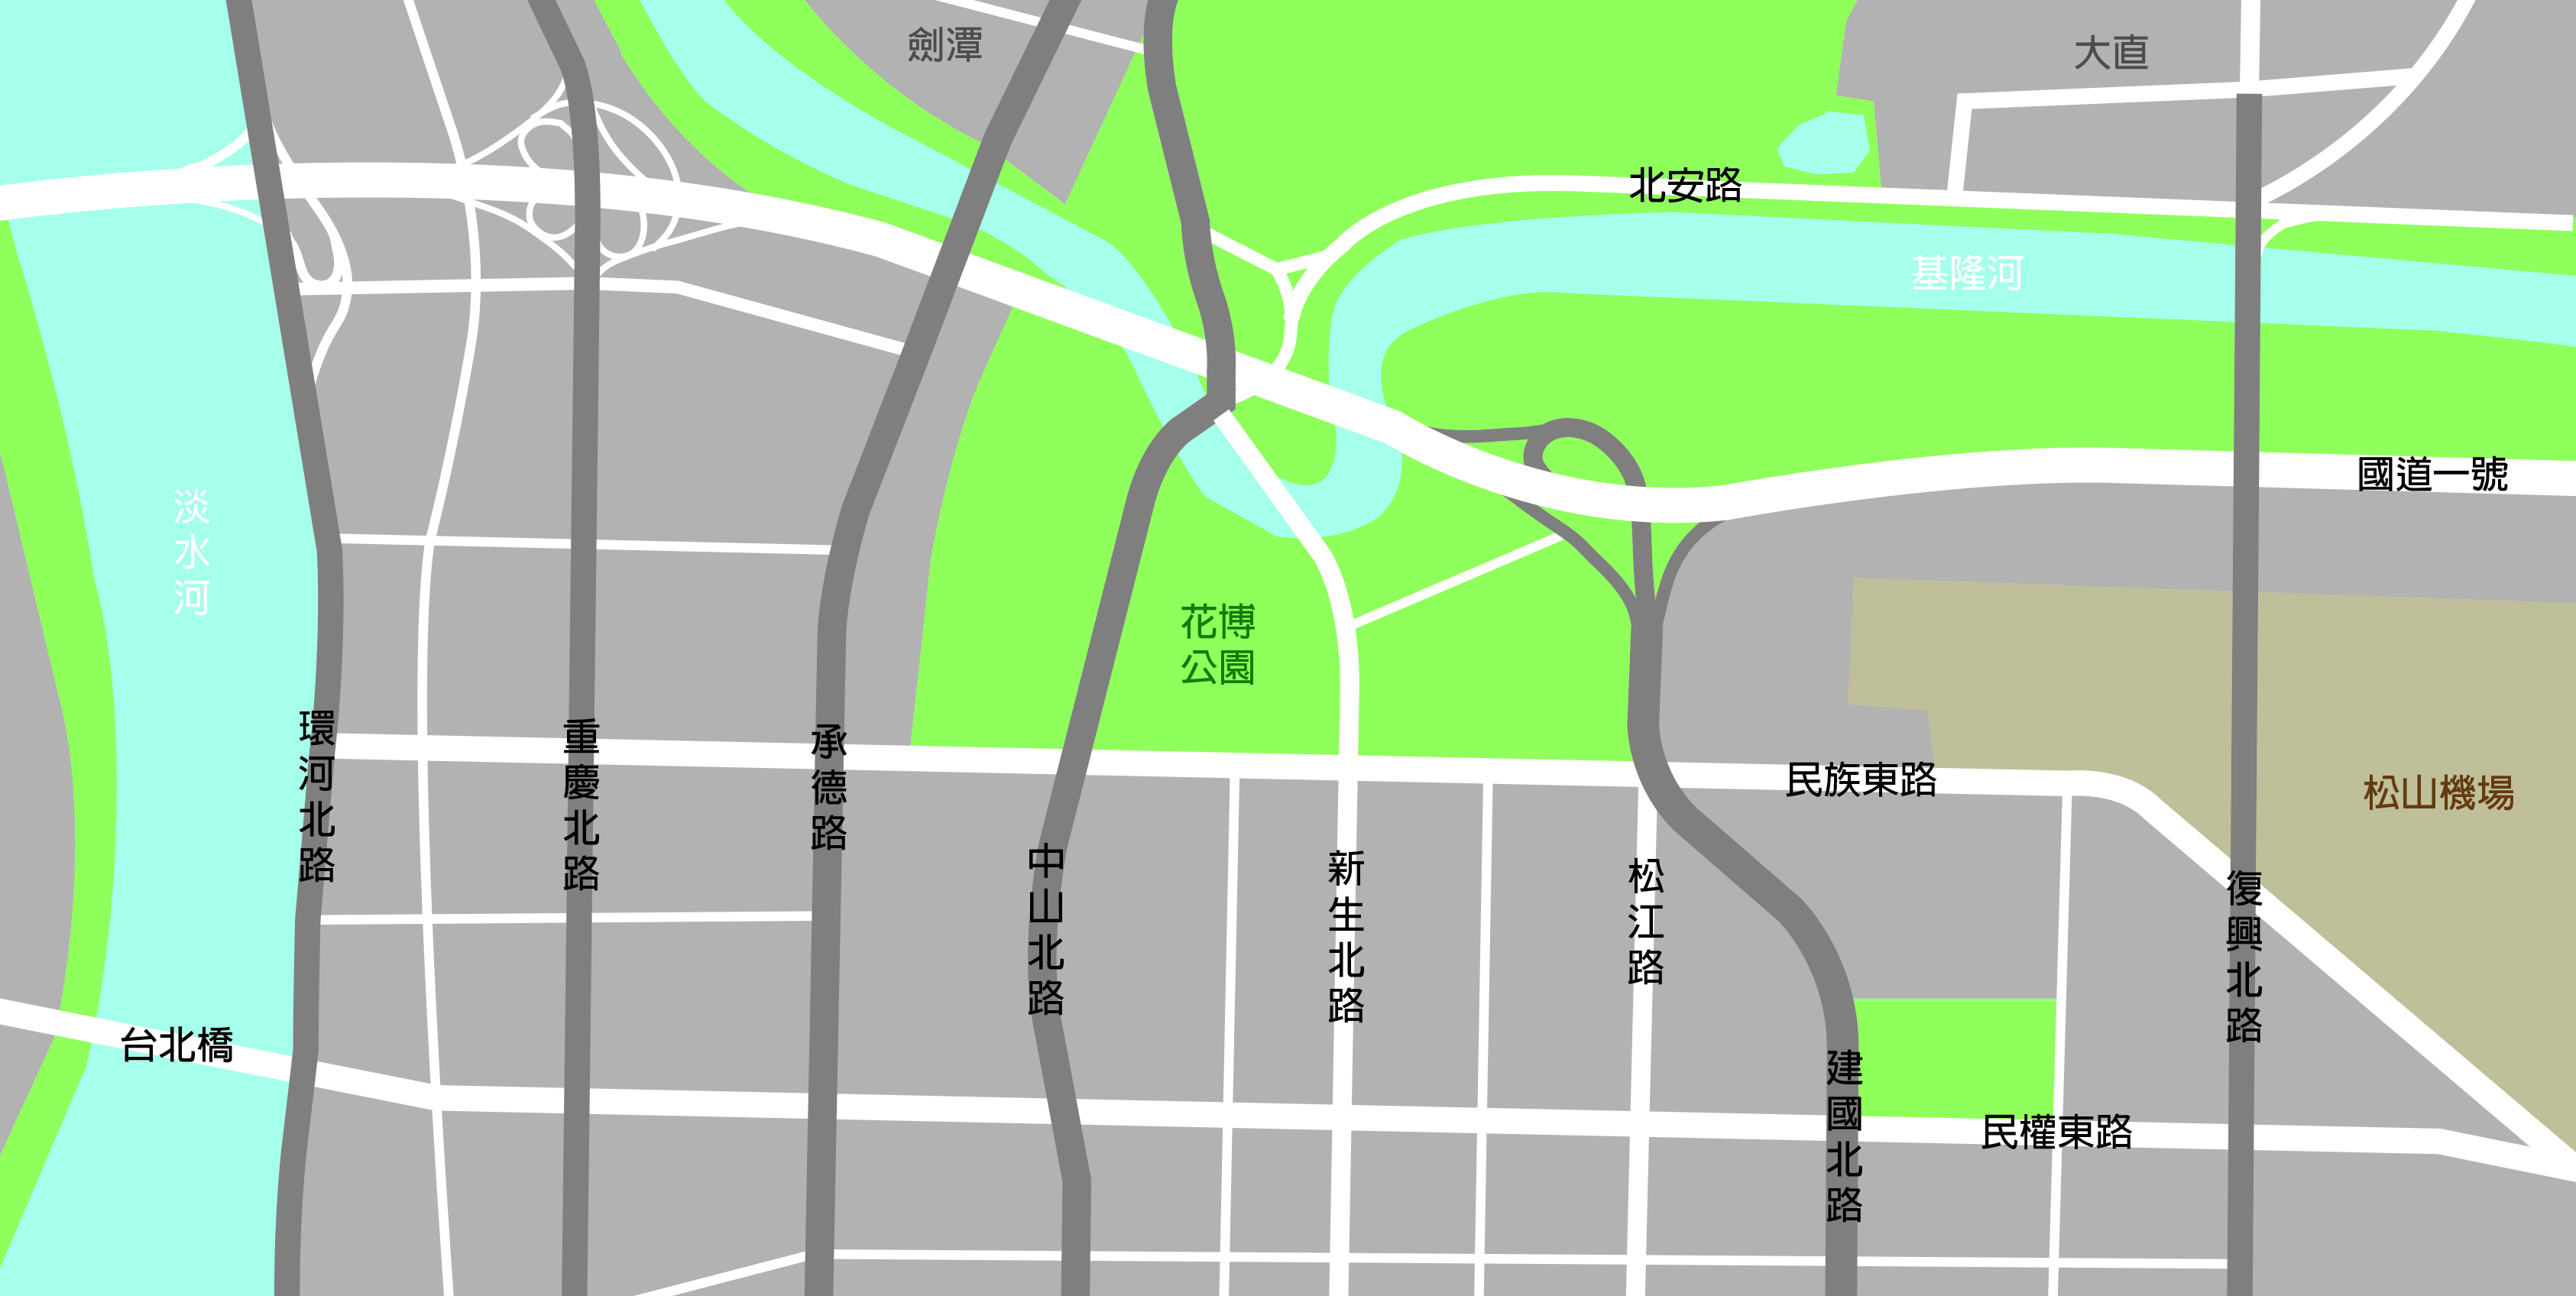 劍潭
大直
北安路
基隆河
國道一號
淡水河
花博
公園
環河北路
重慶北路
承德路
民族東路
松山機場
中山北路
新生北路
松江路
復興北路
台北橋
建國北路
民權東路